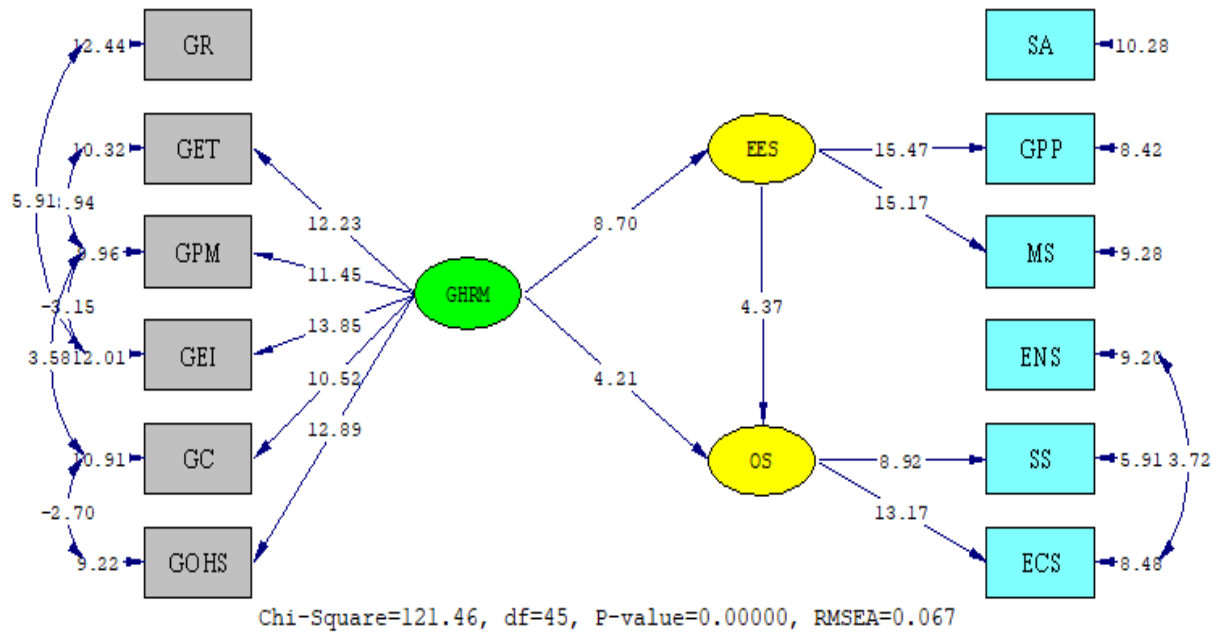 12.44 GR
SA 10.28
10.32 GET
EES 15.47 GPP 8.42
5.91
12.23
8.70
15.17
9.96 GPM
11.45
MS 9.28
GHRM
-3.15
13.85
4.37
3.58 12.01 GEI
ENS 9.20
10.52
4.21
12.89
10.91 GC
OS 8.92 SS 5.91 3.72
-2.70
13.17
9.22 GOHS
ECS 8.48
Chi-Square=121.46, df=45, P-value=0.00000, RMSEA=0.067